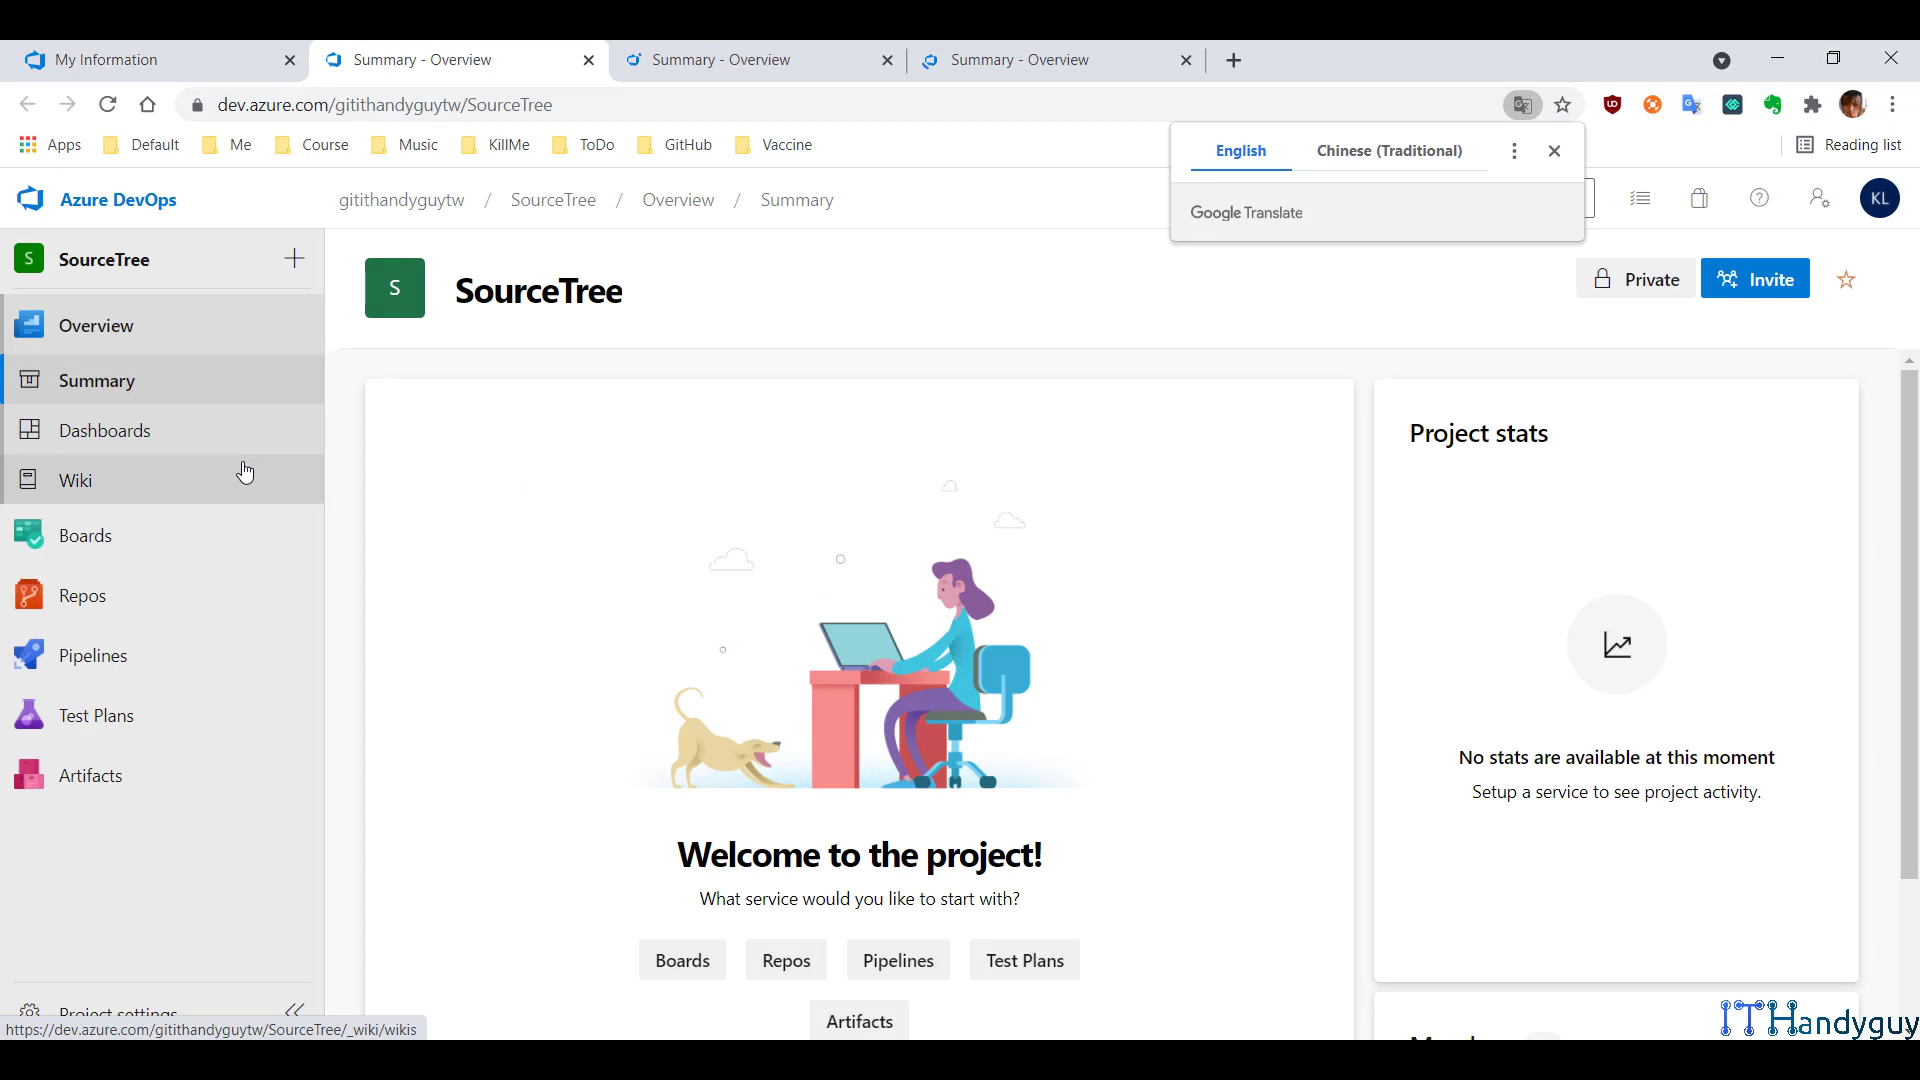 My Information
Summary - Overview
Summary - Overview
Summary - Overview
dev.azure.com/gitithandyguytw/SourceTree
Apps
Default
Me
Course
Music
KillMe
ToDo
GitHub
Vaccine
Reading list
English
Chinese (Traditional)
Google Translate
Azure DevOps
gitithandyguytw / SourceTree / Overview / Summary
KL
S
SourceTree
Overview
Summary
Dashboards
Wiki
Boards
Repos
Pipelines
Test Plans
Artifacts
Project settings
https://dev.azure.com/gitithandyguytw/SourceTree/_wiki/wikis
S
SourceTree
Private
Invite
Welcome to the project!
What service would you like to start with?
Boards
Repos
Pipelines
Test Plans
Artifacts
Project stats
No stats are available at this moment
Setup a service to see project activity.
ITHandyguy